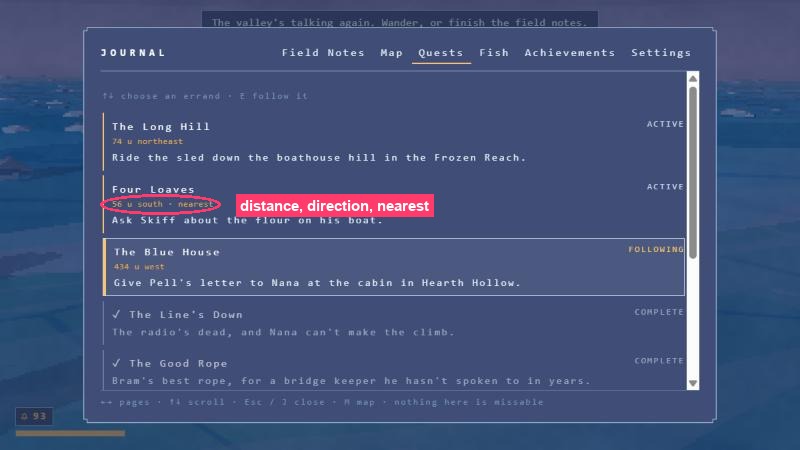 The valley's talking again. Wander, or finish the field notes.
JOURNAL
Field Notes Map Quests Fish Achievements Settings
↑↓ choose an errand · E follow it
The Long Hill ACTIVE
74 u northeast
Ride the sled down the boathouse hill in the Frozen Reach.
Four Loaves ACTIVE
56 u south · nearest
distance, direction, nearest
Ask Skiff about the flour on his boat.
The Blue House FOLLOWING
434 u west
Give Pell's letter to Nana at the cabin in Hearth Hollow.
✓ The Line's Down COMPLETE
The radio's dead, and Nana can't make the climb.
✓ The Good Rope COMPLETE
Bram's best rope, for a bridge keeper he hasn't spoken to in years.
←→ pages · ↑↓ scroll · Esc / J close · M map · nothing here is missable
93